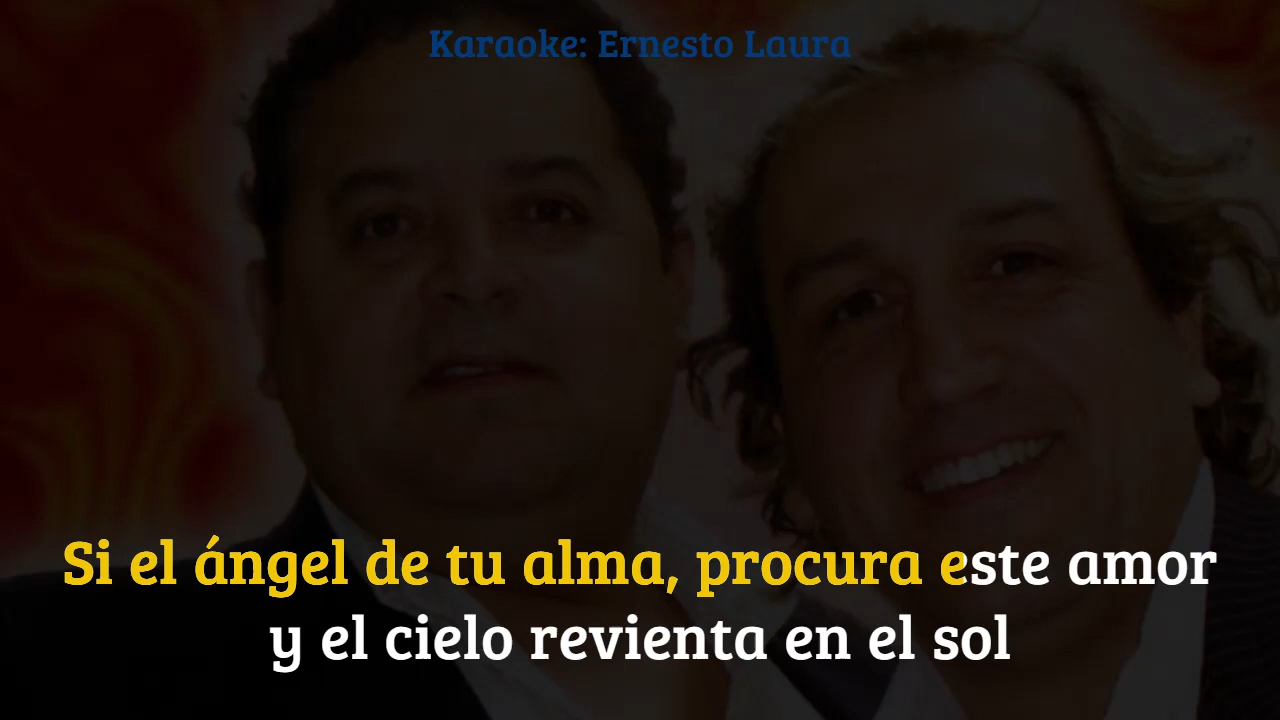 Karaoke: Ernesto Laura
Si el ángel de tu alma, procura este amor
y el cielo revienta en el sol